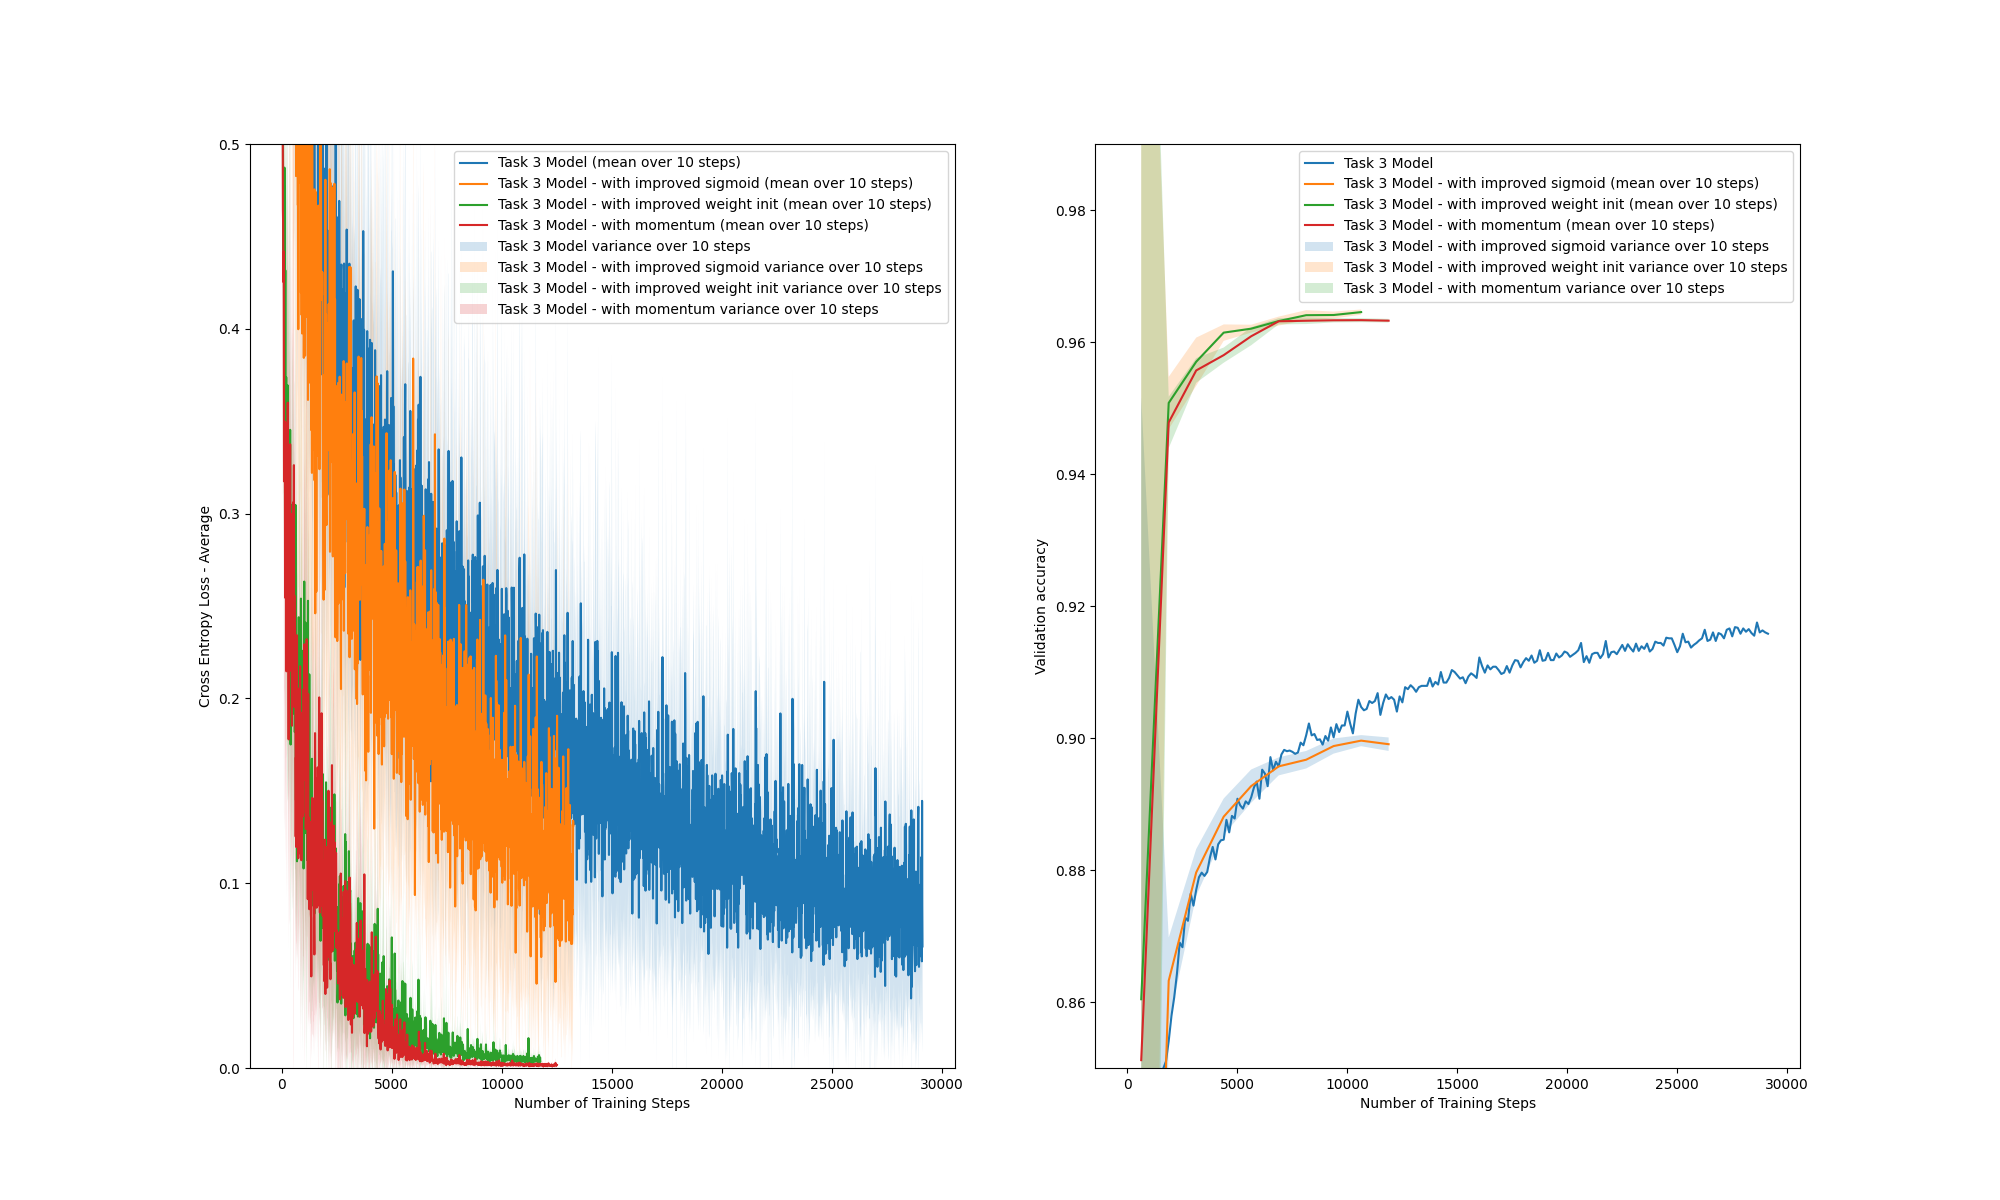 0.5
0.4
0.3
0.2
0.1
0.0
Cross Entropy Loss - Average
Task 3 Model (mean over 10 steps)
Task 3 Model - with improved sigmoid (mean over 10 steps)
Task 3 Model - with improved weight init (mean over 10 steps)
Task 3 Model - with momentum (mean over 10 steps)
Task 3 Model variance over 10 steps
Task 3 Model - with improved sigmoid variance over 10 steps
Task 3 Model - with improved weight init variance over 10 steps
Task 3 Model - with momentum variance over 10 steps
0 5000 10000 15000 20000 25000 30000
Number of Training Steps
0.98
0.96
0.94
0.92
0.90
0.88
0.86
Validation accuracy
Task 3 Model
Task 3 Model - with improved sigmoid (mean over 10 steps)
Task 3 Model - with improved weight init (mean over 10 steps)
Task 3 Model - with momentum (mean over 10 steps)
Task 3 Model - with improved sigmoid variance over 10 steps
Task 3 Model - with improved weight init variance over 10 steps
Task 3 Model - with momentum variance over 10 steps
0 5000 10000 15000 20000 25000 30000
Number of Training Steps